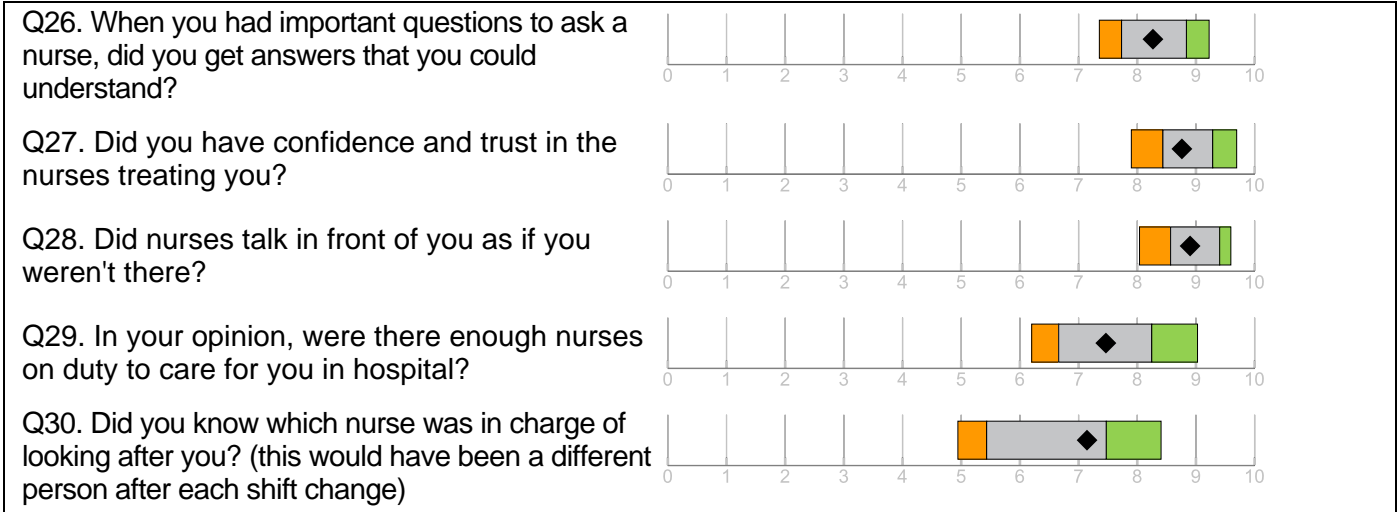 Q26. When you had important questions to ask a
nurse, did you get answers that you could
understand?
0 1 2 3 4 5 6 7 8 9 10
Q27. Did you have confidence and trust in the
nurses treating you?
0 1 2 3 4 5 6 7 8 9 10
Q28. Did nurses talk in front of you as if you
weren't there?
0 1 2 3 4 5 6 7 8 9 10
Q29. In your opinion, were there enough nurses
on duty to care for you in hospital?
0 1 2 3 4 5 6 7 8 9 10
Q30. Did you know which nurse was in charge of
looking after you? (this would have been a different
person after each shift change)
0 1 2 3 4 5 6 7 8 9 10